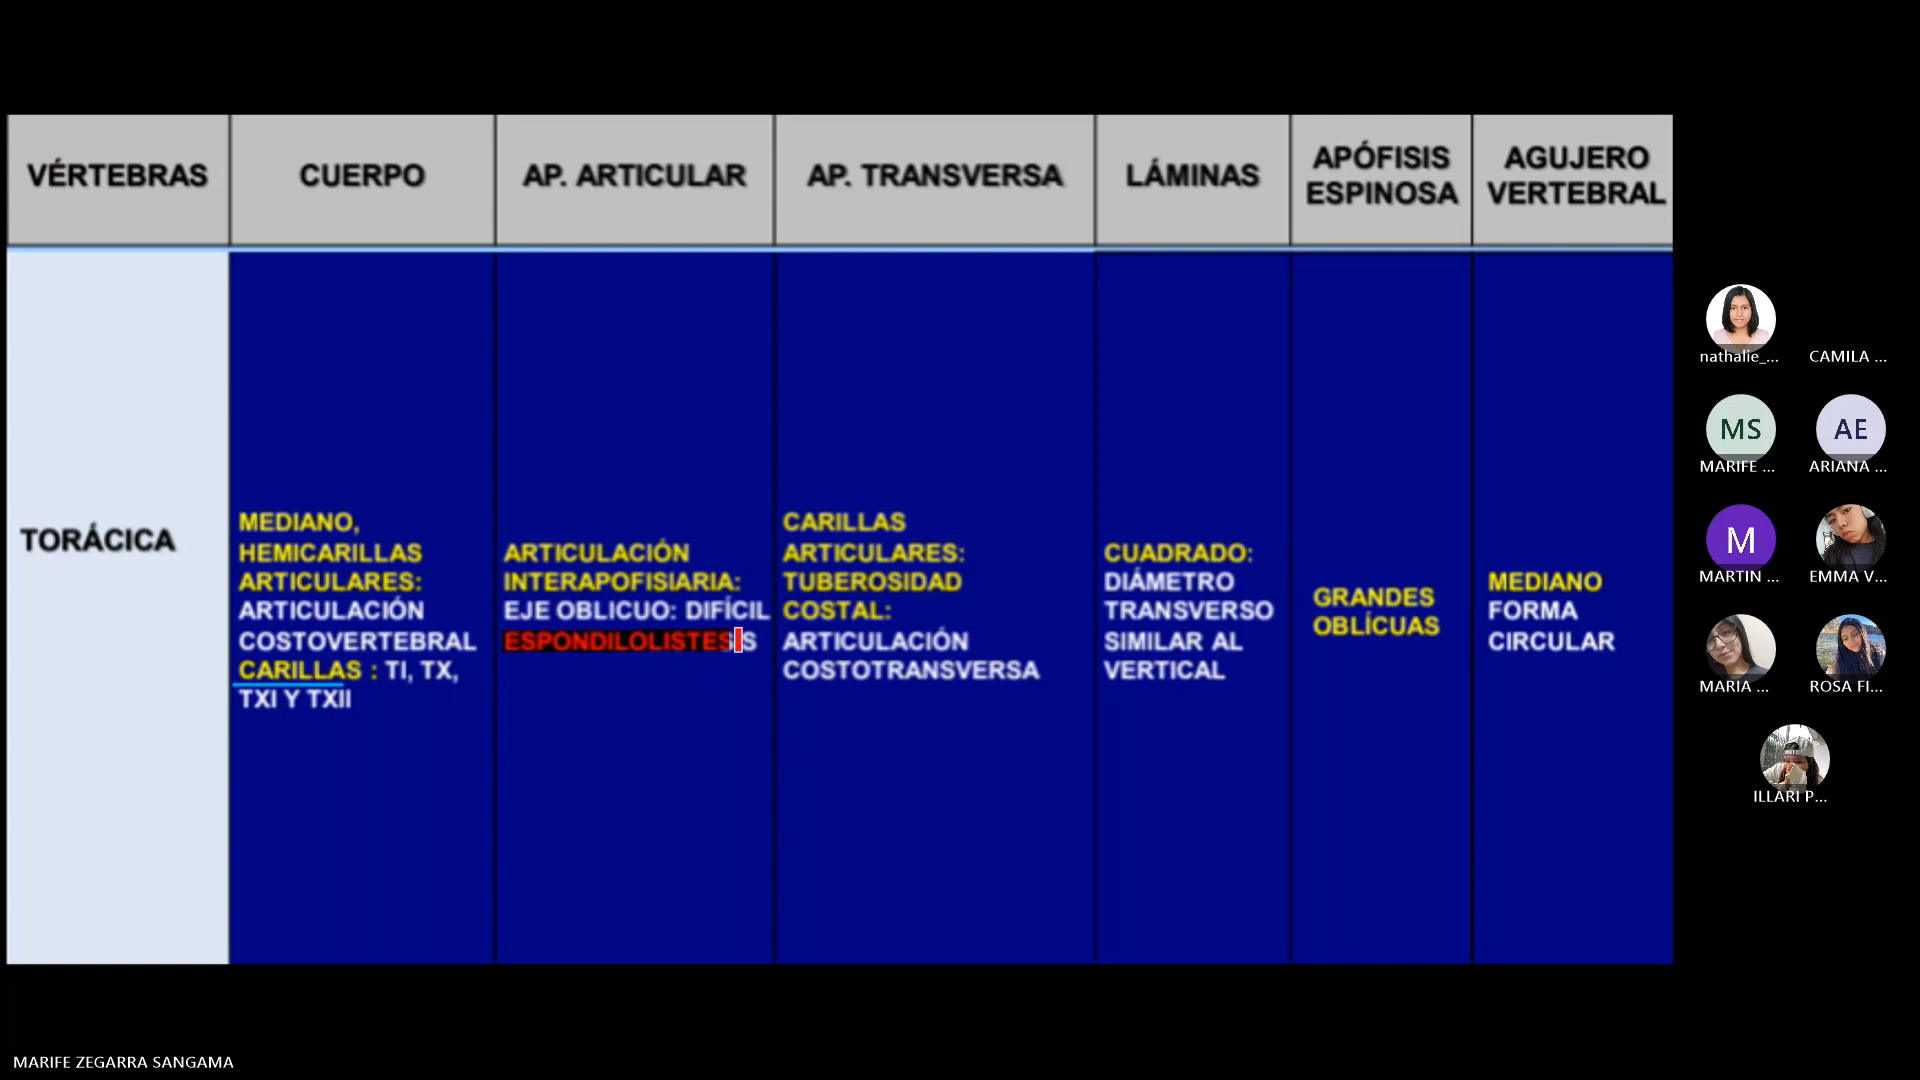 VÉRTEBRAS
CUERPO
AP. ARTICULAR
AP. TRANSVERSA
LÁMINAS
APÓFISIS
ESPINOSA
AGUJERO
VERTEBRAL
TORÁCICA
MEDIANO,
HEMICARILLAS
ARTICULARES:
ARTICULACIÓN
COSTOVERTEBRAL
CARILLAS : TI, TX,
TXI Y TXII
ARTICULACIÓN
INTERAPOFISIARIA:
EJE OBLICUO: DIFÍCIL
ESPONDILOLISTESIS
CARILLAS
ARTICULARES:
TUBEROSIDAD
COSTAL:
ARTICULACIÓN
COSTOTRANSVERSA
CUADRADO:
DIÁMETRO
TRANSVERSO
SIMILAR AL
VERTICAL
GRANDES
OBLÍCUAS
MEDIANO
FORMA
CIRCULAR
nathalie_...
CAMILA ...
MS
MARIFE ...
AE
ARIANA ...
M
MARTIN ...
EMMA V...
MARIA ...
ROSA FI...
ILLARI P...
MARIFE ZEGARRA SANGAMA